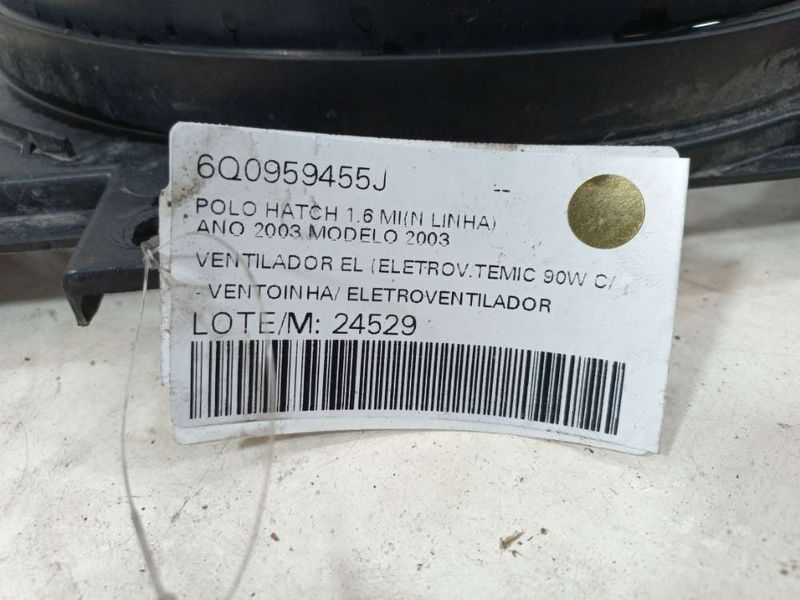 6Q0959455J
POLO HATCH 1.6 MI(N LINHA)
ANO 2003 MODELO 2003
VENTILADOR EL (ELETROV.TEMIC 90W C/
- VENTOINHA/ ELETROVENTILADOR
LOTE/M: 24529